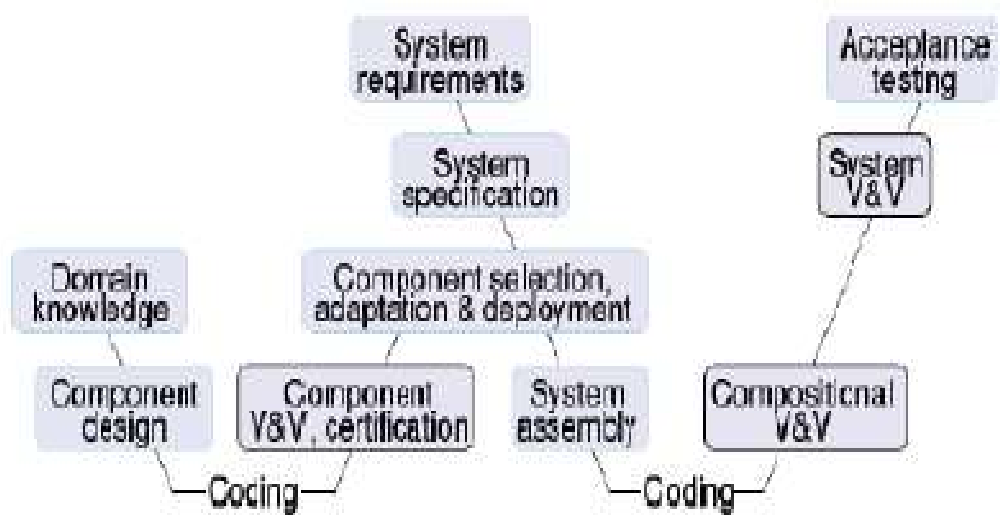 System
requirements
Acceptance
testing
System
specification
System
V&V
Domain
knowledge
Component selection,
adaptation & deployment
Component
design
Component
V&V, certification
System
assembly
Compositional
V&V
Coding
Coding